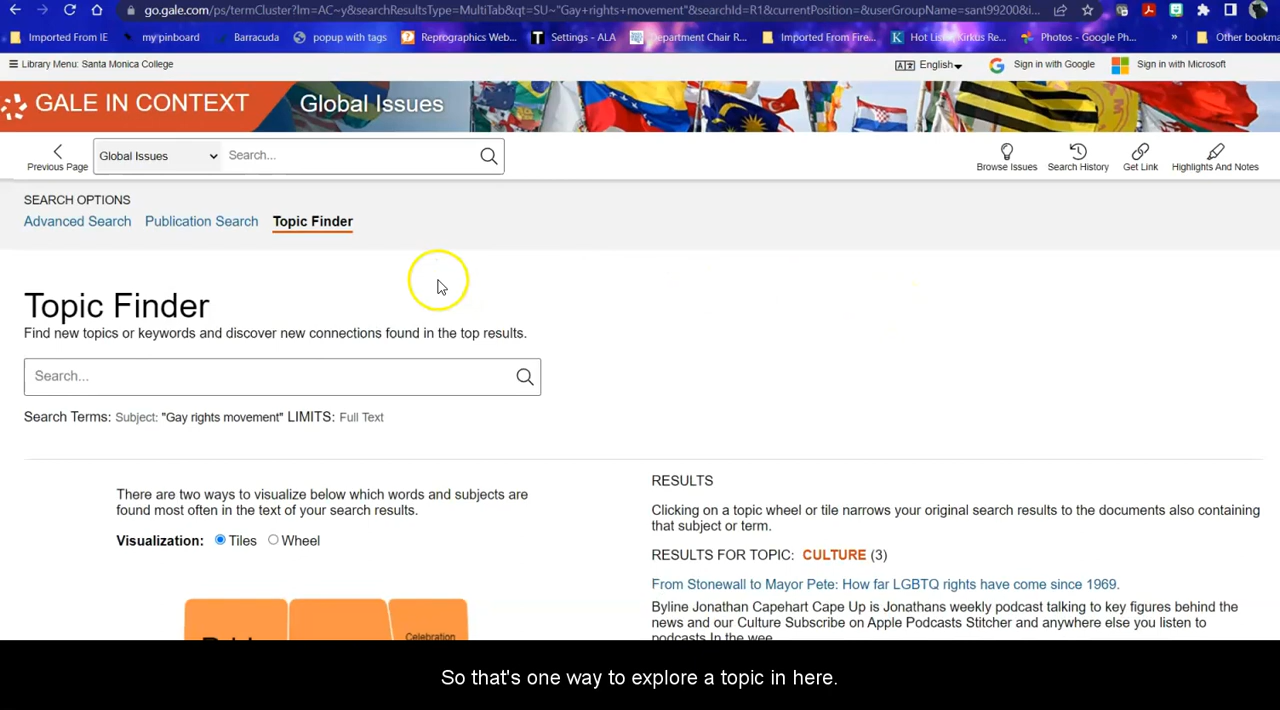 go.gale.com/ps/termCluster?lm=AC~y&searchResultsType=MultiTab&qt=SU~"Gay+rights+movement"&searchId=R1&currentPosition=&userGroupName=sant99200&i...
Imported From IE my pinboard Barracuda popup with tags Reprographics Web... Settings - ALA Department Chair R... Imported From Fire... Hot List Kirkus Re... Photos - Google Ph... » Other bookma
Library Menu: Santa Monica College English Sign in with Google Sign in with Microsoft
GALE IN CONTEXT Global Issues
Previous Page Global Issues Search... Browse Issues Search History Get Link Highlights And Notes
SEARCH OPTIONS
Advanced Search Publication Search Topic Finder
Topic Finder
Find new topics or keywords and discover new connections found in the top results.
Search...
Search Terms: Subject: "Gay rights movement" LIMITS: Full Text
There are two ways to visualize below which words and subjects are
found most often in the text of your search results.
Visualization: Tiles Wheel
Celebration
RESULTS
Clicking on a topic wheel or tile narrows your original search results to the documents also containing
that subject or term.
RESULTS FOR TOPIC: CULTURE (3)
From Stonewall to Mayor Pete: How far LGBTQ rights have come since 1969.
Byline Jonathan Capehart Cape Up is Jonathans weekly podcast talking to key figures behind the
news and our Culture Subscribe on Apple Podcasts Stitcher and anywhere else you listen to
podcasts In the wee
So that's one way to explore a topic in here.